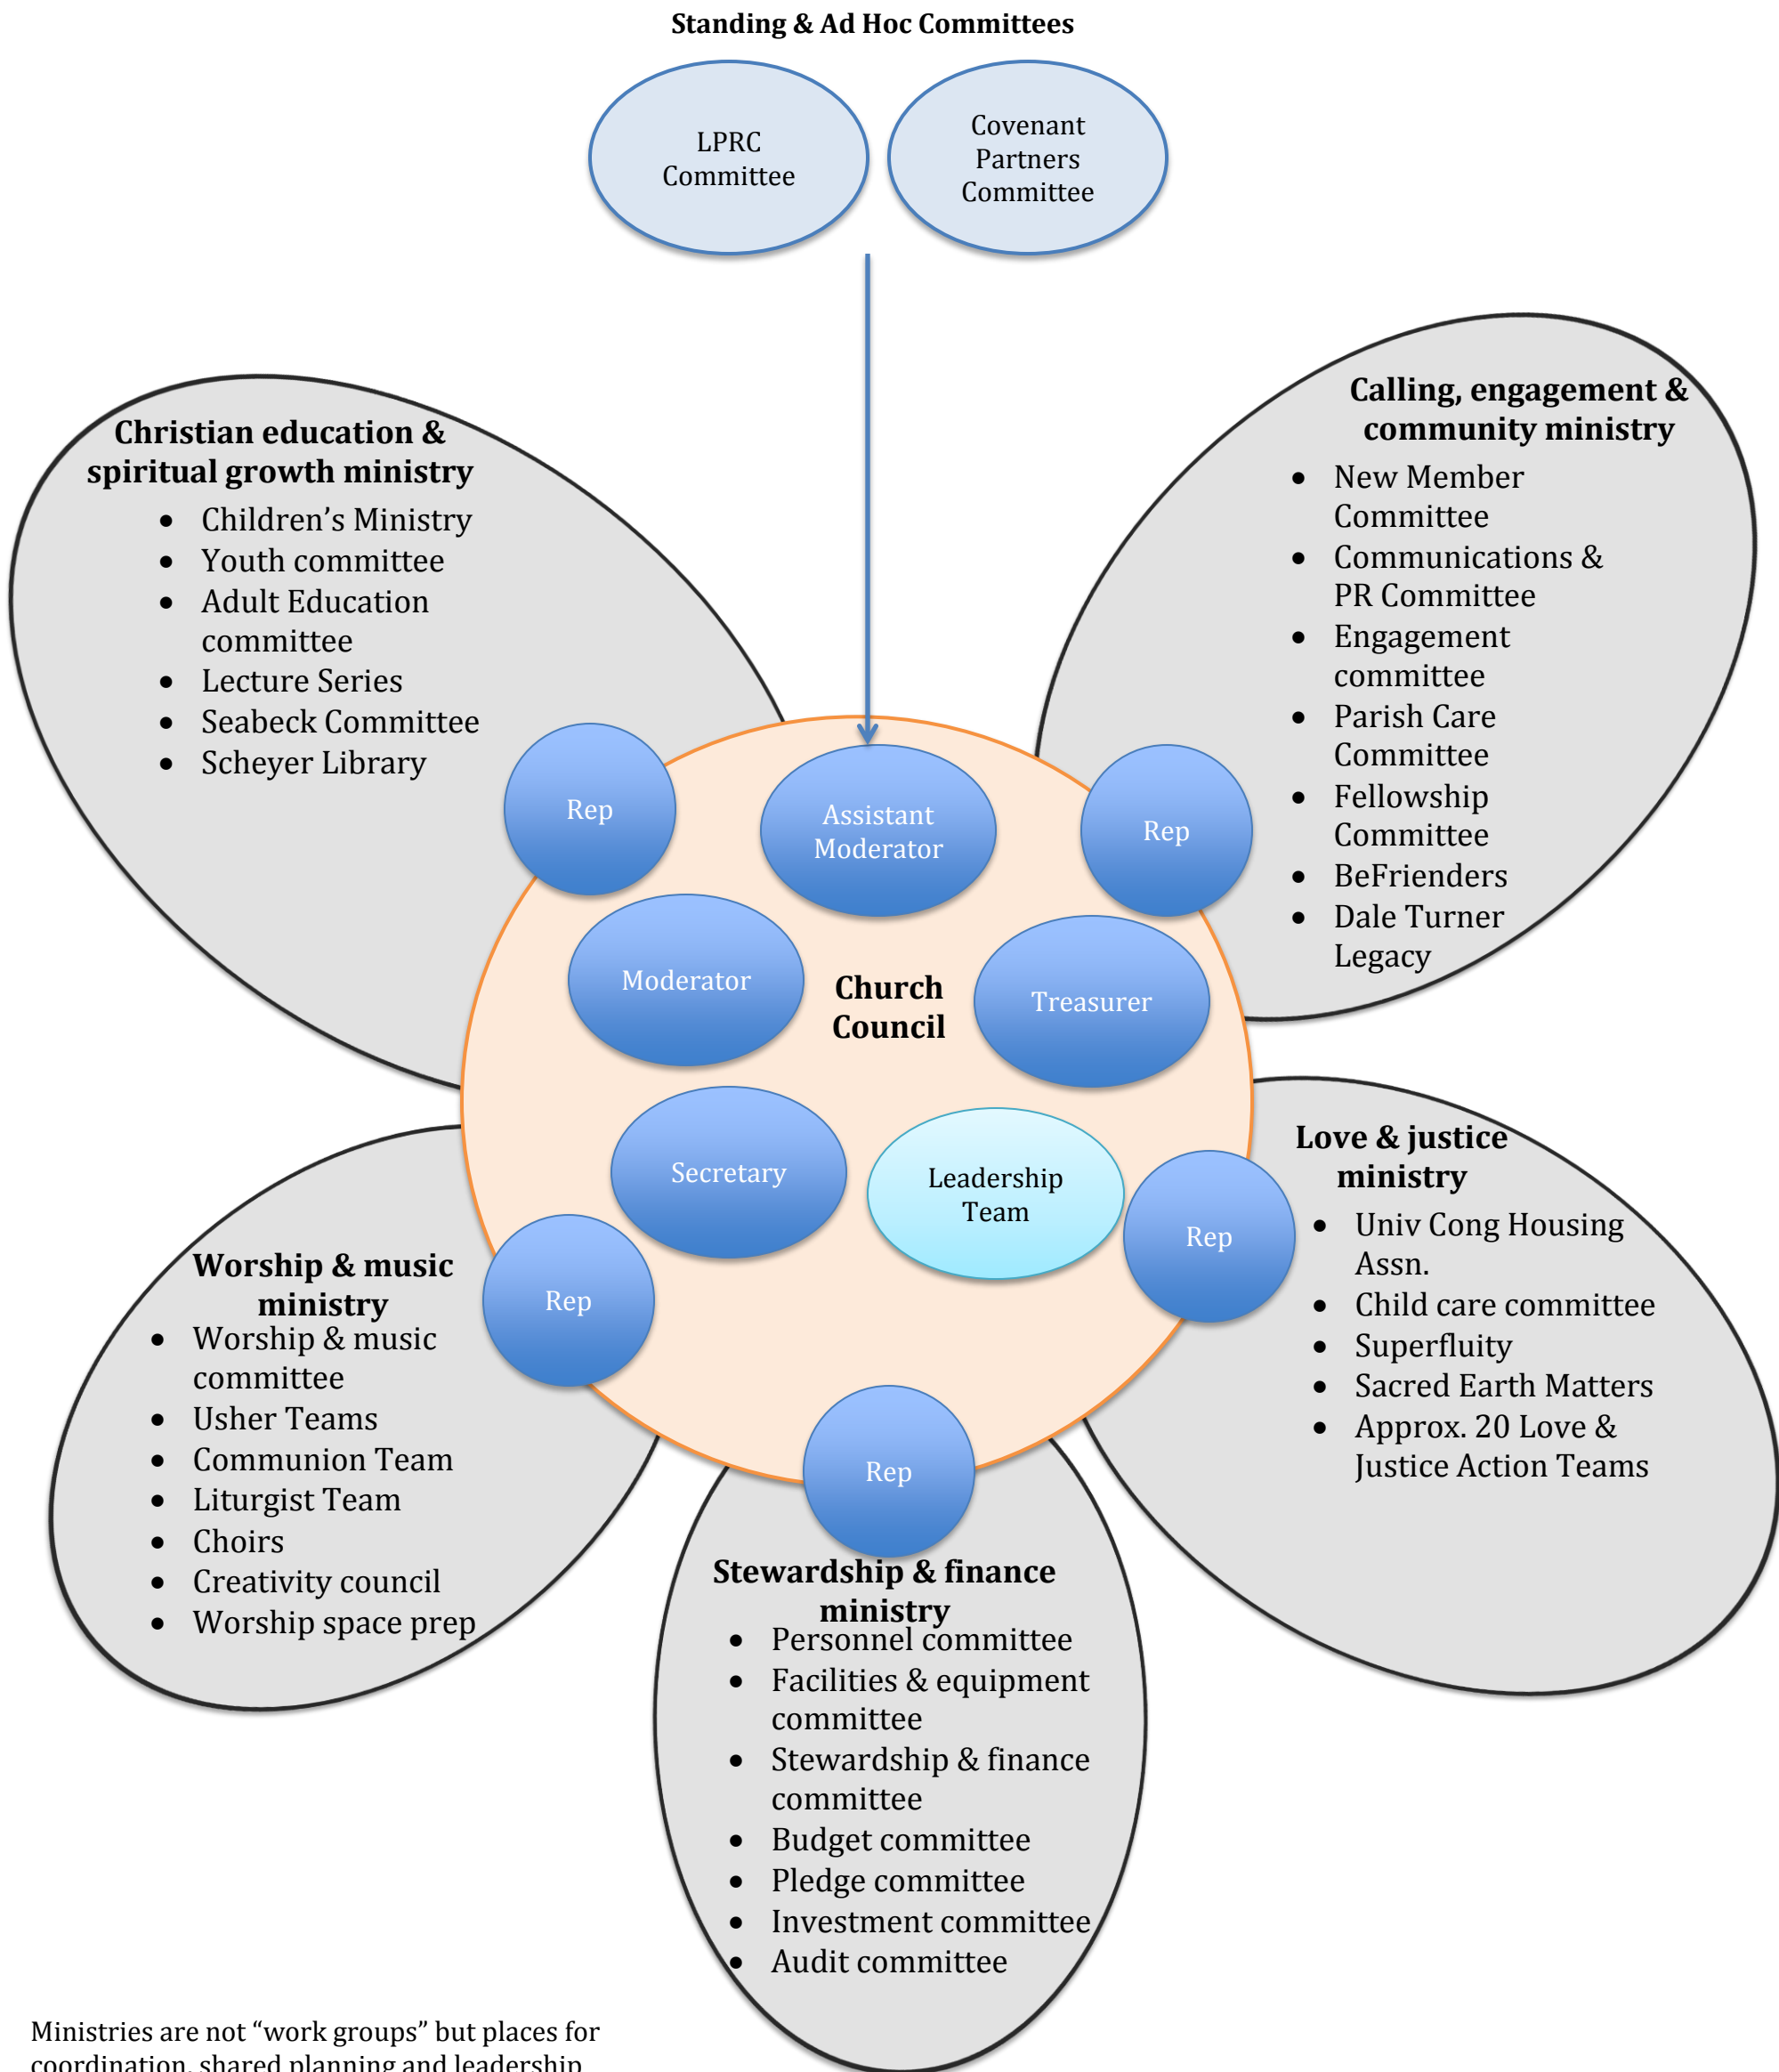 Standing & Ad Hoc Committees
LPRC
Committee
Covenant
Partners
Committee
Christian education &
spiritual growth ministry
• Children’s Ministry
• Youth committee
• Adult Education
committee
• Lecture Series
• Seabeck Committee
• Scheyer Library
Calling, engagement &
community ministry
• New Member
Committee
• Communications &
PR Committee
• Engagement
committee
• Parish Care
Committee
• Fellowship
Committee
• BeFrienders
• Dale Turner
Legacy
Rep
Assistant
Moderator
Rep
Moderator
Church
Council
Treasurer
Secretary
Leadership
Team
Rep
Rep
Rep
Love & justice
ministry
• Univ Cong Housing
Assn.
• Child care committee
• Superfluity
• Sacred Earth Matters
• Approx. 20 Love &
Justice Action Teams
Worship & music
ministry
• Worship & music
committee
• Usher Teams
• Communion Team
• Liturgist Team
• Choirs
• Creativity council
• Worship space prep
Stewardship & finance
ministry
• Personnel committee
• Facilities & equipment
committee
• Stewardship & finance
committee
• Budget committee
• Pledge committee
• Investment committee
• Audit committee
Ministries are not “work groups” but places for
coordination, shared planning and leadership